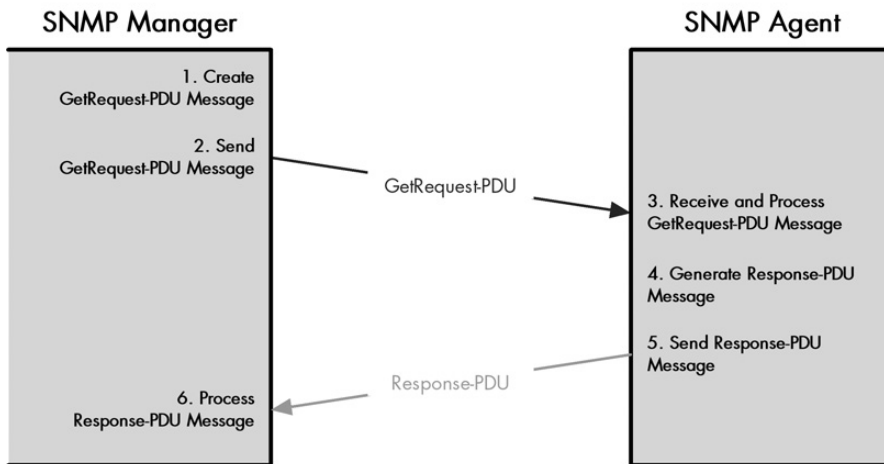 SNMP Manager
SNMP Agent
1. Create
GetRequest-PDU Message
2. Send
GetRequest-PDU Message
GetRequest-PDU
3. Receive and Process
GetRequest-PDU Message
4. Generate Response-PDU
Message
5. Send Response-PDU
Message
Response-PDU
6. Process
Response-PDU Message